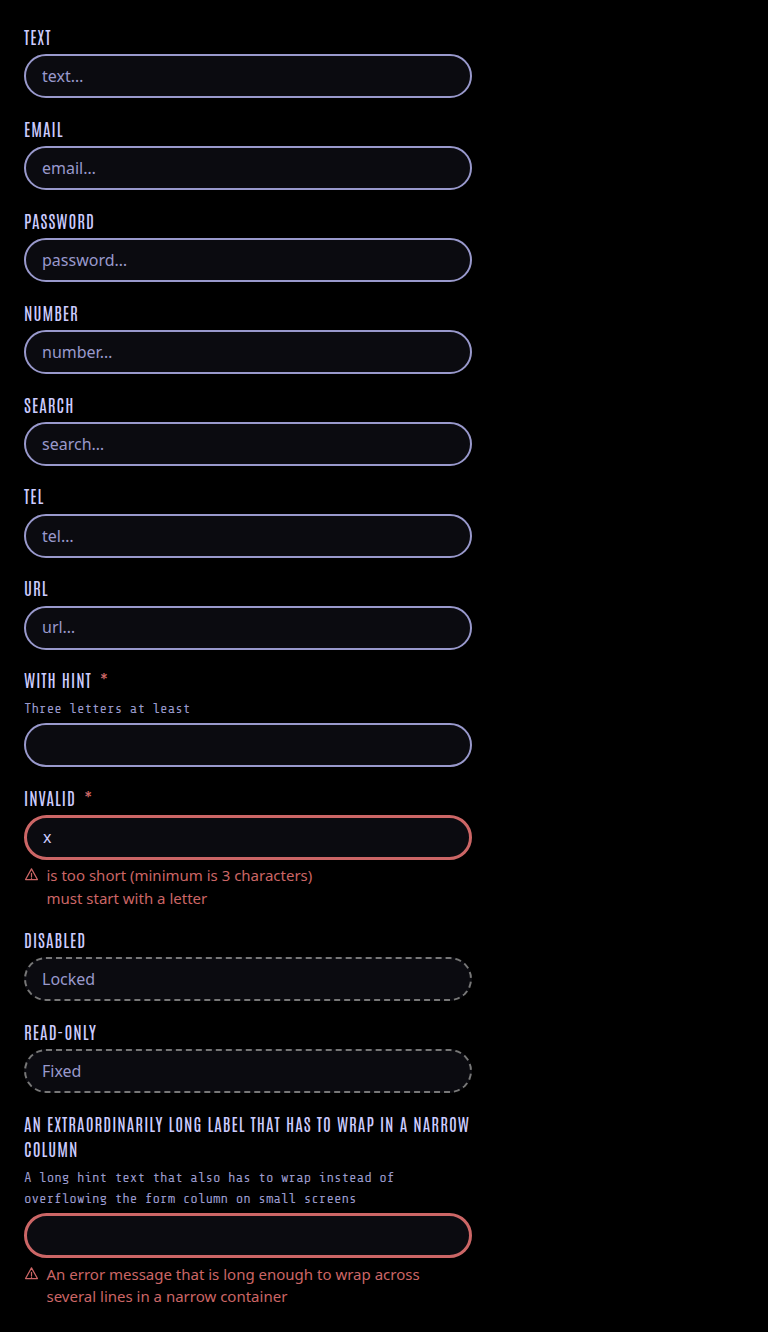 TEXT
text...
EMAIL
email...
PASSWORD
password...
NUMBER
number...
SEARCH
search...
TEL
tel...
URL
url...
WITH HINT *
Three letters at least
INVALID *
x
is too short (minimum is 3 characters)
must start with a letter
DISABLED
Locked
READ-ONLY
Fixed
AN EXTRAORDINARILY LONG LABEL THAT HAS TO WRAP IN A NARROW
COLUMN
A long hint text that also has to wrap instead of
overflowing the form column on small screens
An error message that is long enough to wrap across
several lines in a narrow container